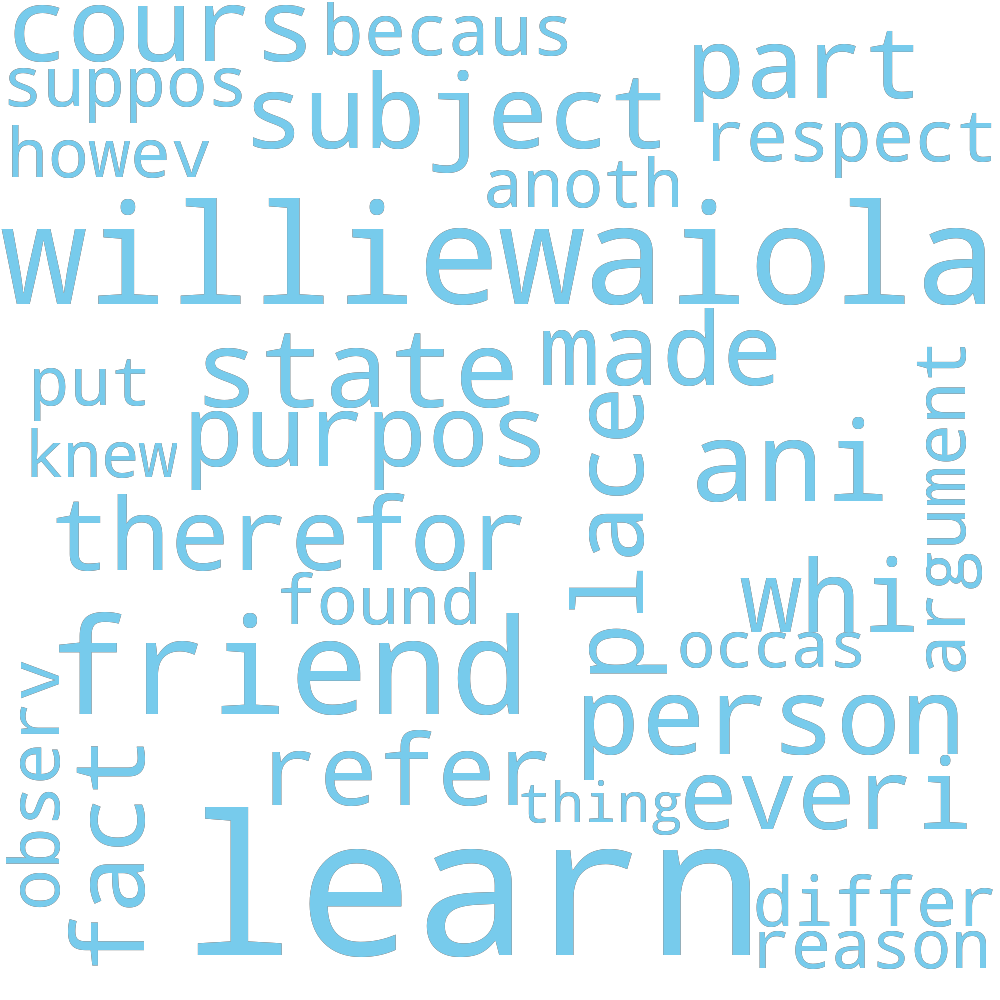 cours
becaus
suppos
subject
part
respect
howev
anoth
williewaiola
state
made
put
purpos
knew
place
ani
argument
therefor
found
whi
occas
friend
observ
person
refer
fact
thing
everi
learn
differ
reason